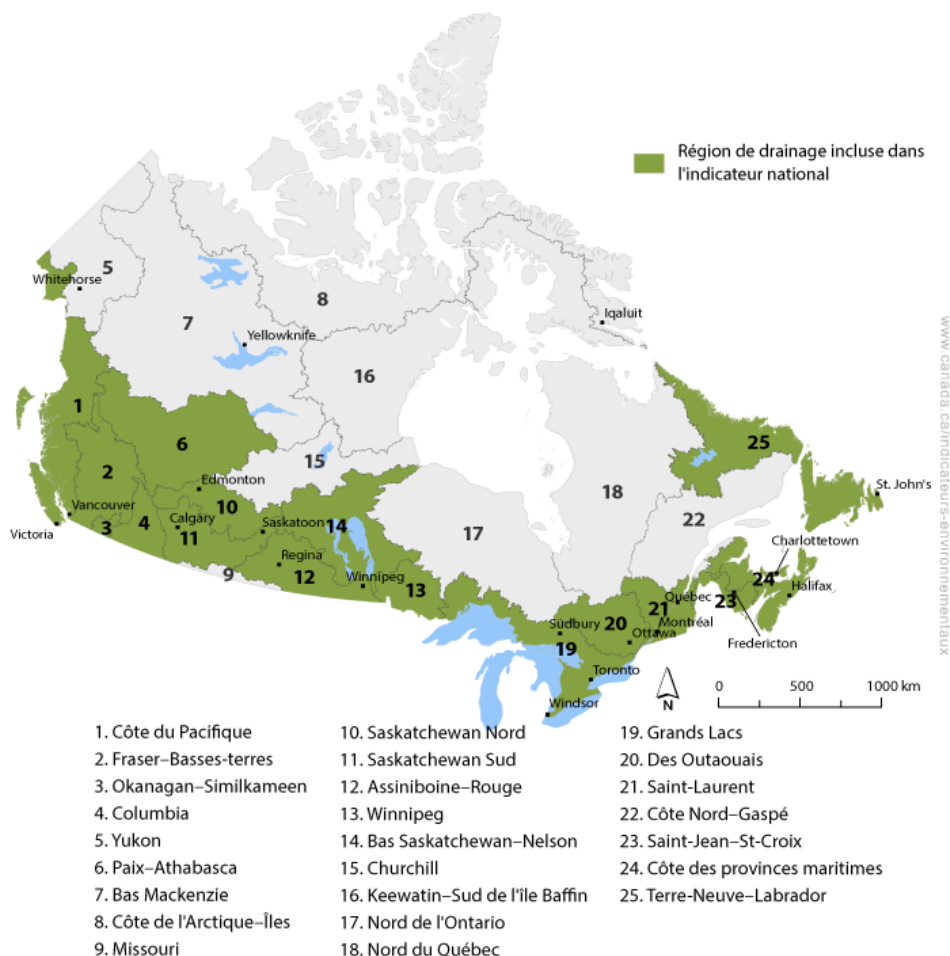 Région de drainage incluse dans
l'indicateur national
5
Whitehorse
8
Iqaluit
7
Yellowknife
16
1
6
25
15
2
Edmonton
18
St. John's
10
Vancouver
Calgary
Saskatoon
14
22
Victoria
3
4
11
17
Charlottetown
Regina
9
12
Winnipeg
13
24
Halifax
Québec
23
21
Sudbury
20
Montréal
Ottawa
Fredericton
19
Toronto
Windsor
N
0 500 1000 km
www.canada.ca/indicateurs-environnementaux
1. Côte du Pacifique
2. Fraser–Basses-terres
3. Okanagan–Similkameen
4. Columbia
5. Yukon
6. Paix–Athabasca
7. Bas Mackenzie
8. Côte de l'Arctique–Îles
9. Missouri
10. Saskatchewan Nord
11. Saskatchewan Sud
12. Assiniboine–Rouge
13. Winnipeg
14. Bas Saskatchewan–Nelson
15. Churchill
16. Keewatin–Sud de l'île Baffin
17. Nord de l'Ontario
18. Nord du Québec
19. Grands Lacs
20. Des Outaouais
21. Saint-Laurent
22. Côte Nord–Gaspé
23. Saint-Jean–St-Croix
24. Côte des provinces maritimes
25. Terre-Neuve–Labrador